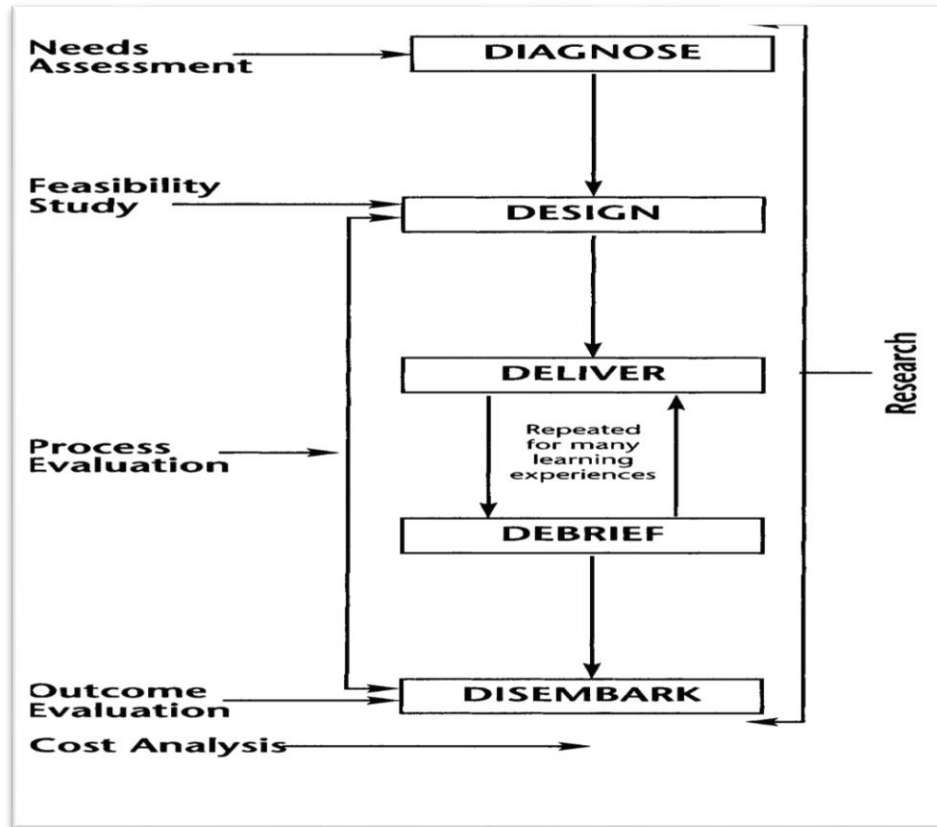 Needs
Assessment
DIAGNOSE
Feasibility
Study
DESIGN
DELIVER
Repeated
for many
learning
experiences
Process
Evaluation
Research
DEBRIEF
Outcome
Evaluation
DISEMBARK
Cost Analysis